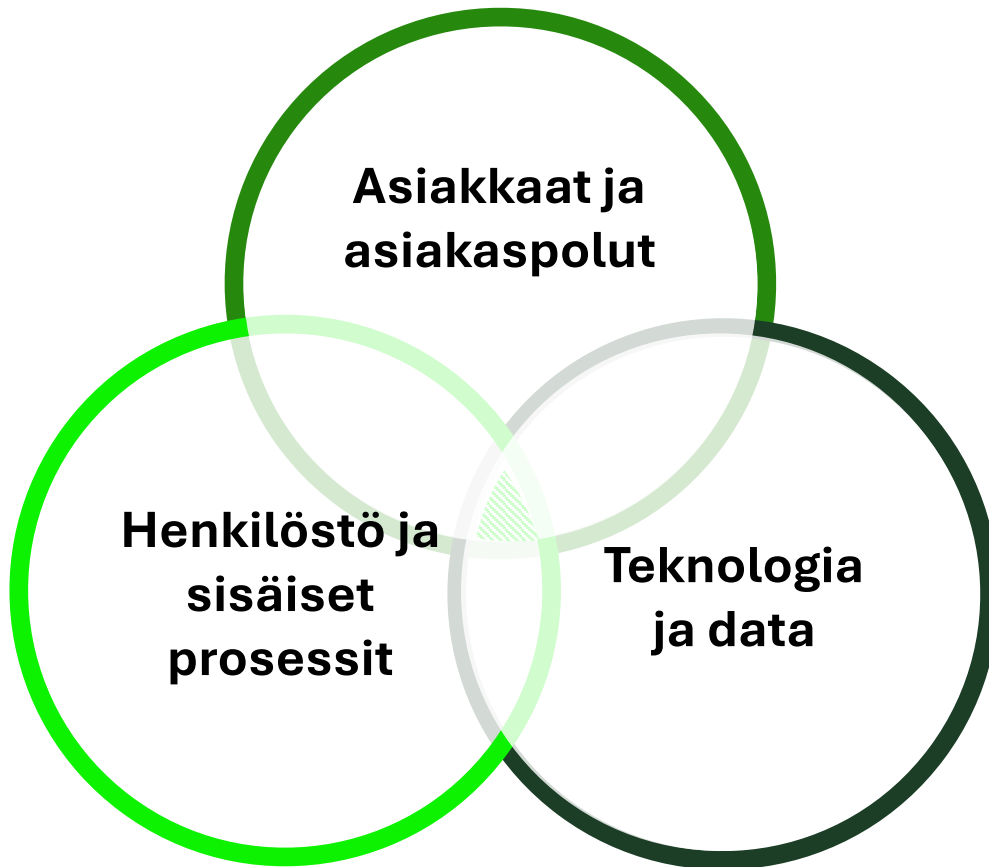 Asiakkaat ja
asiakaspolut
Henkilöstö ja
sisäiset
prosessit
Teknologia
ja data